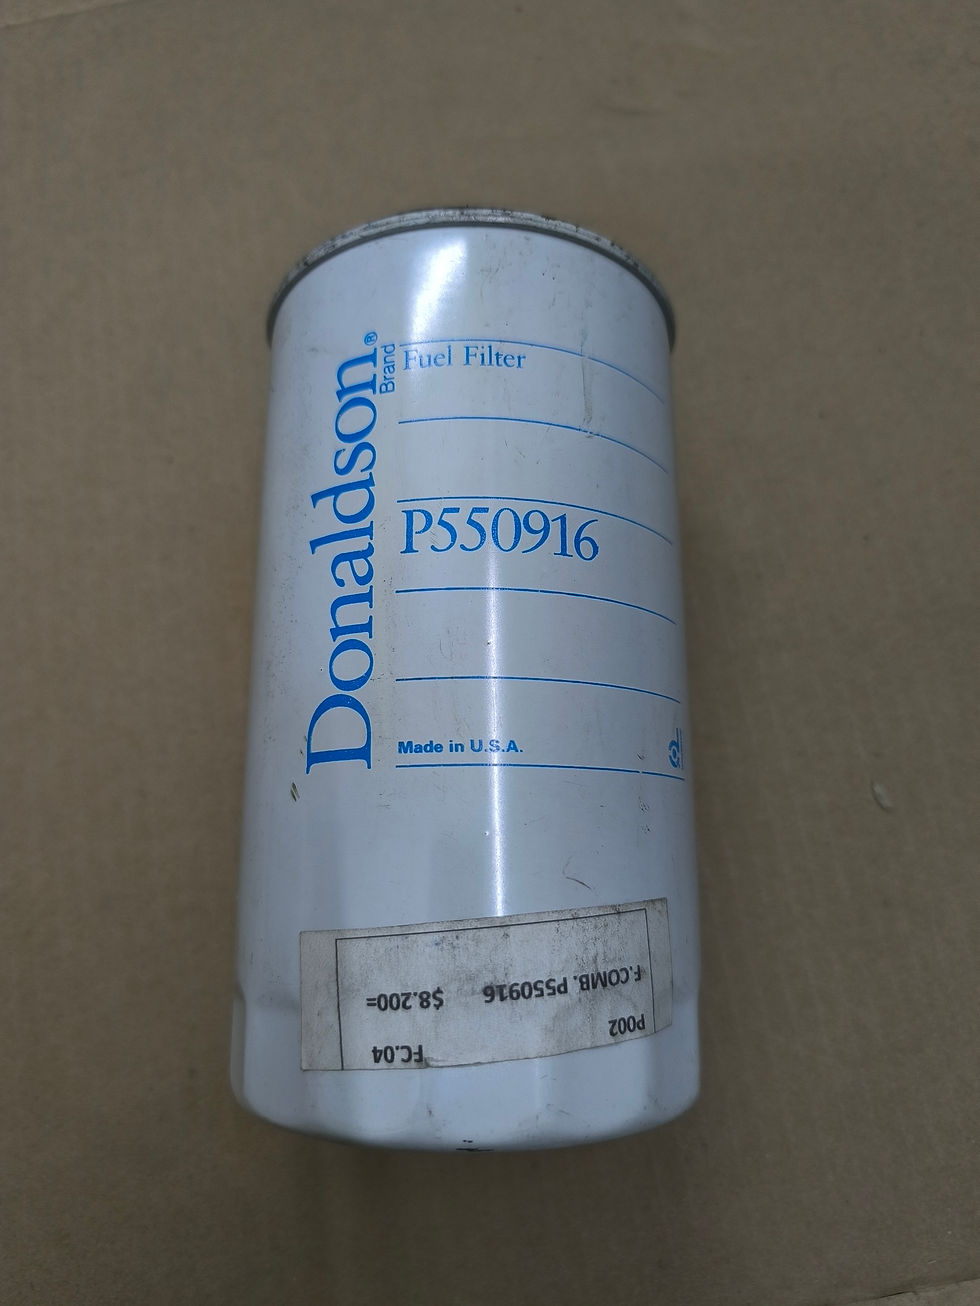 Donaldson®
Brand
Fuel Filter
P550916
Made in U.S.A.
P002 FC.04
F.COMB. P550916 $8.200=